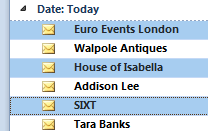 Date: Today
Euro Events London
Walpole Antiques
House of Isabella
Addison Lee
SIXT
Tara Banks